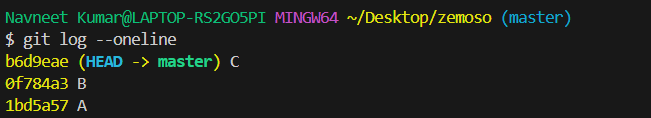 Navneet Kumar@LAPTOP-RS2GO5PI MINGW64 ~/Desktop/zemoso (master)
$ git log --oneline
b6d9eae (HEAD -> master) C
0f784a3 B
1bd5a57 A